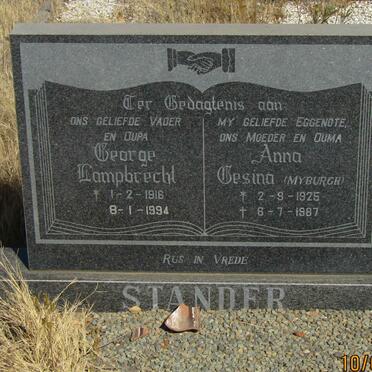 Ter Gedagtenis aan
ONS GELIEFDE VADER
EN OUPA
George
Lampbrecht
1-2-1916
8-1-1994
MY GELIEFDE EGGENOTE,
ONS MOEDER EN OUMA
Anna
Gesina (MYBURGH)
2-9-1925
6-7-1987
RUS IN VREDE
STANDER
10/